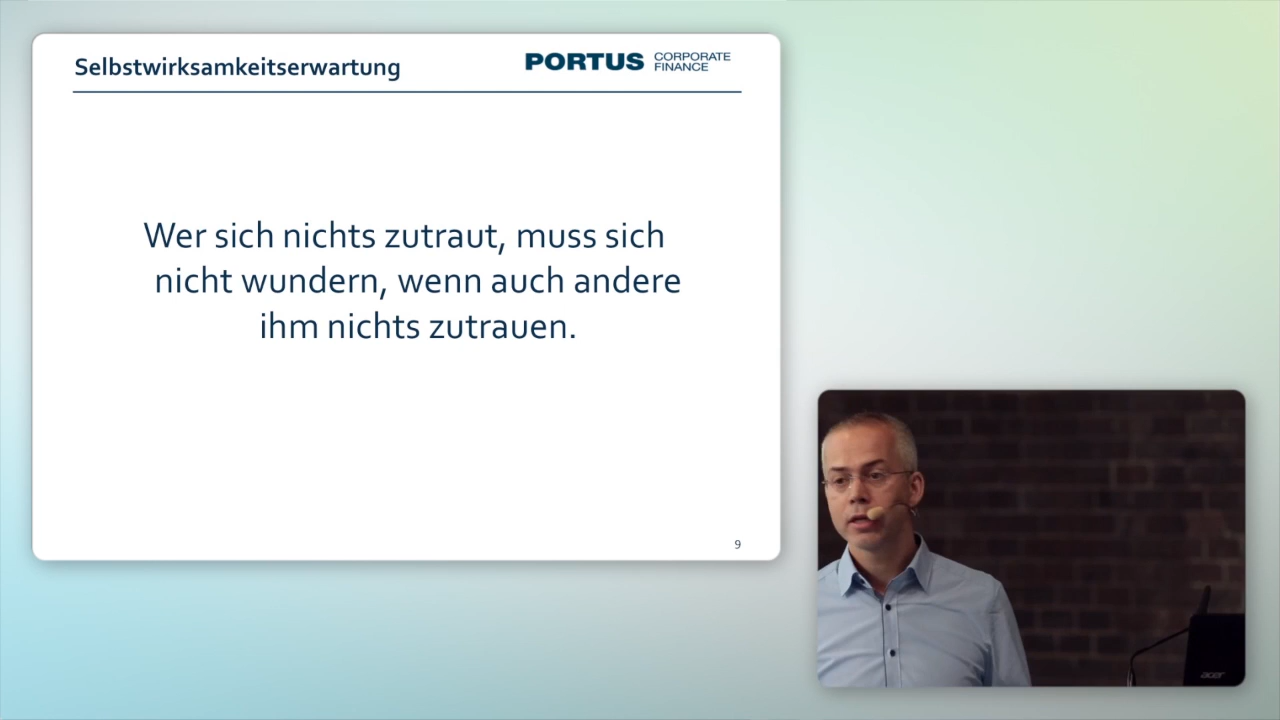 Selbstwirksamkeitserwartung
PORTUS CORPORATE FINANCE
Wer sich nichts zutraut, muss sich
nicht wundern, wenn auch andere
ihm nichts zutrauen.
9
acer